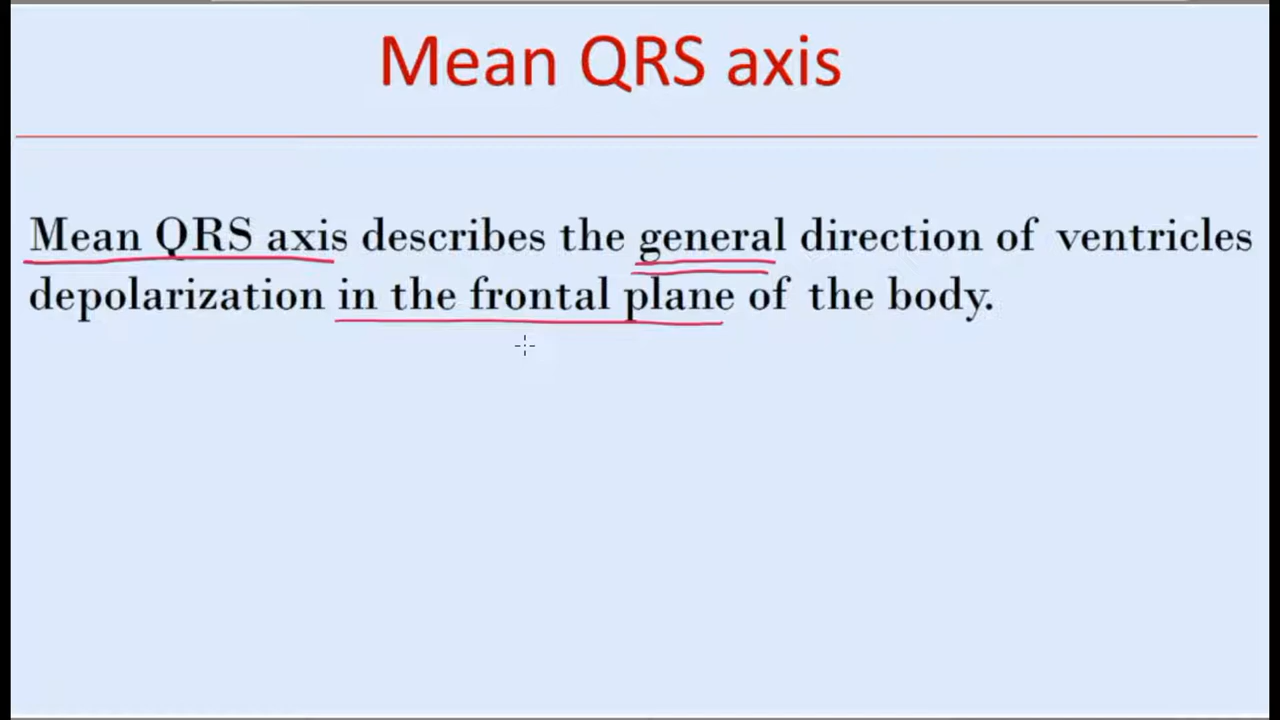 Mean QRS axis
Mean QRS axis describes the general direction of ventricles
depolarization in the frontal plane of the body.